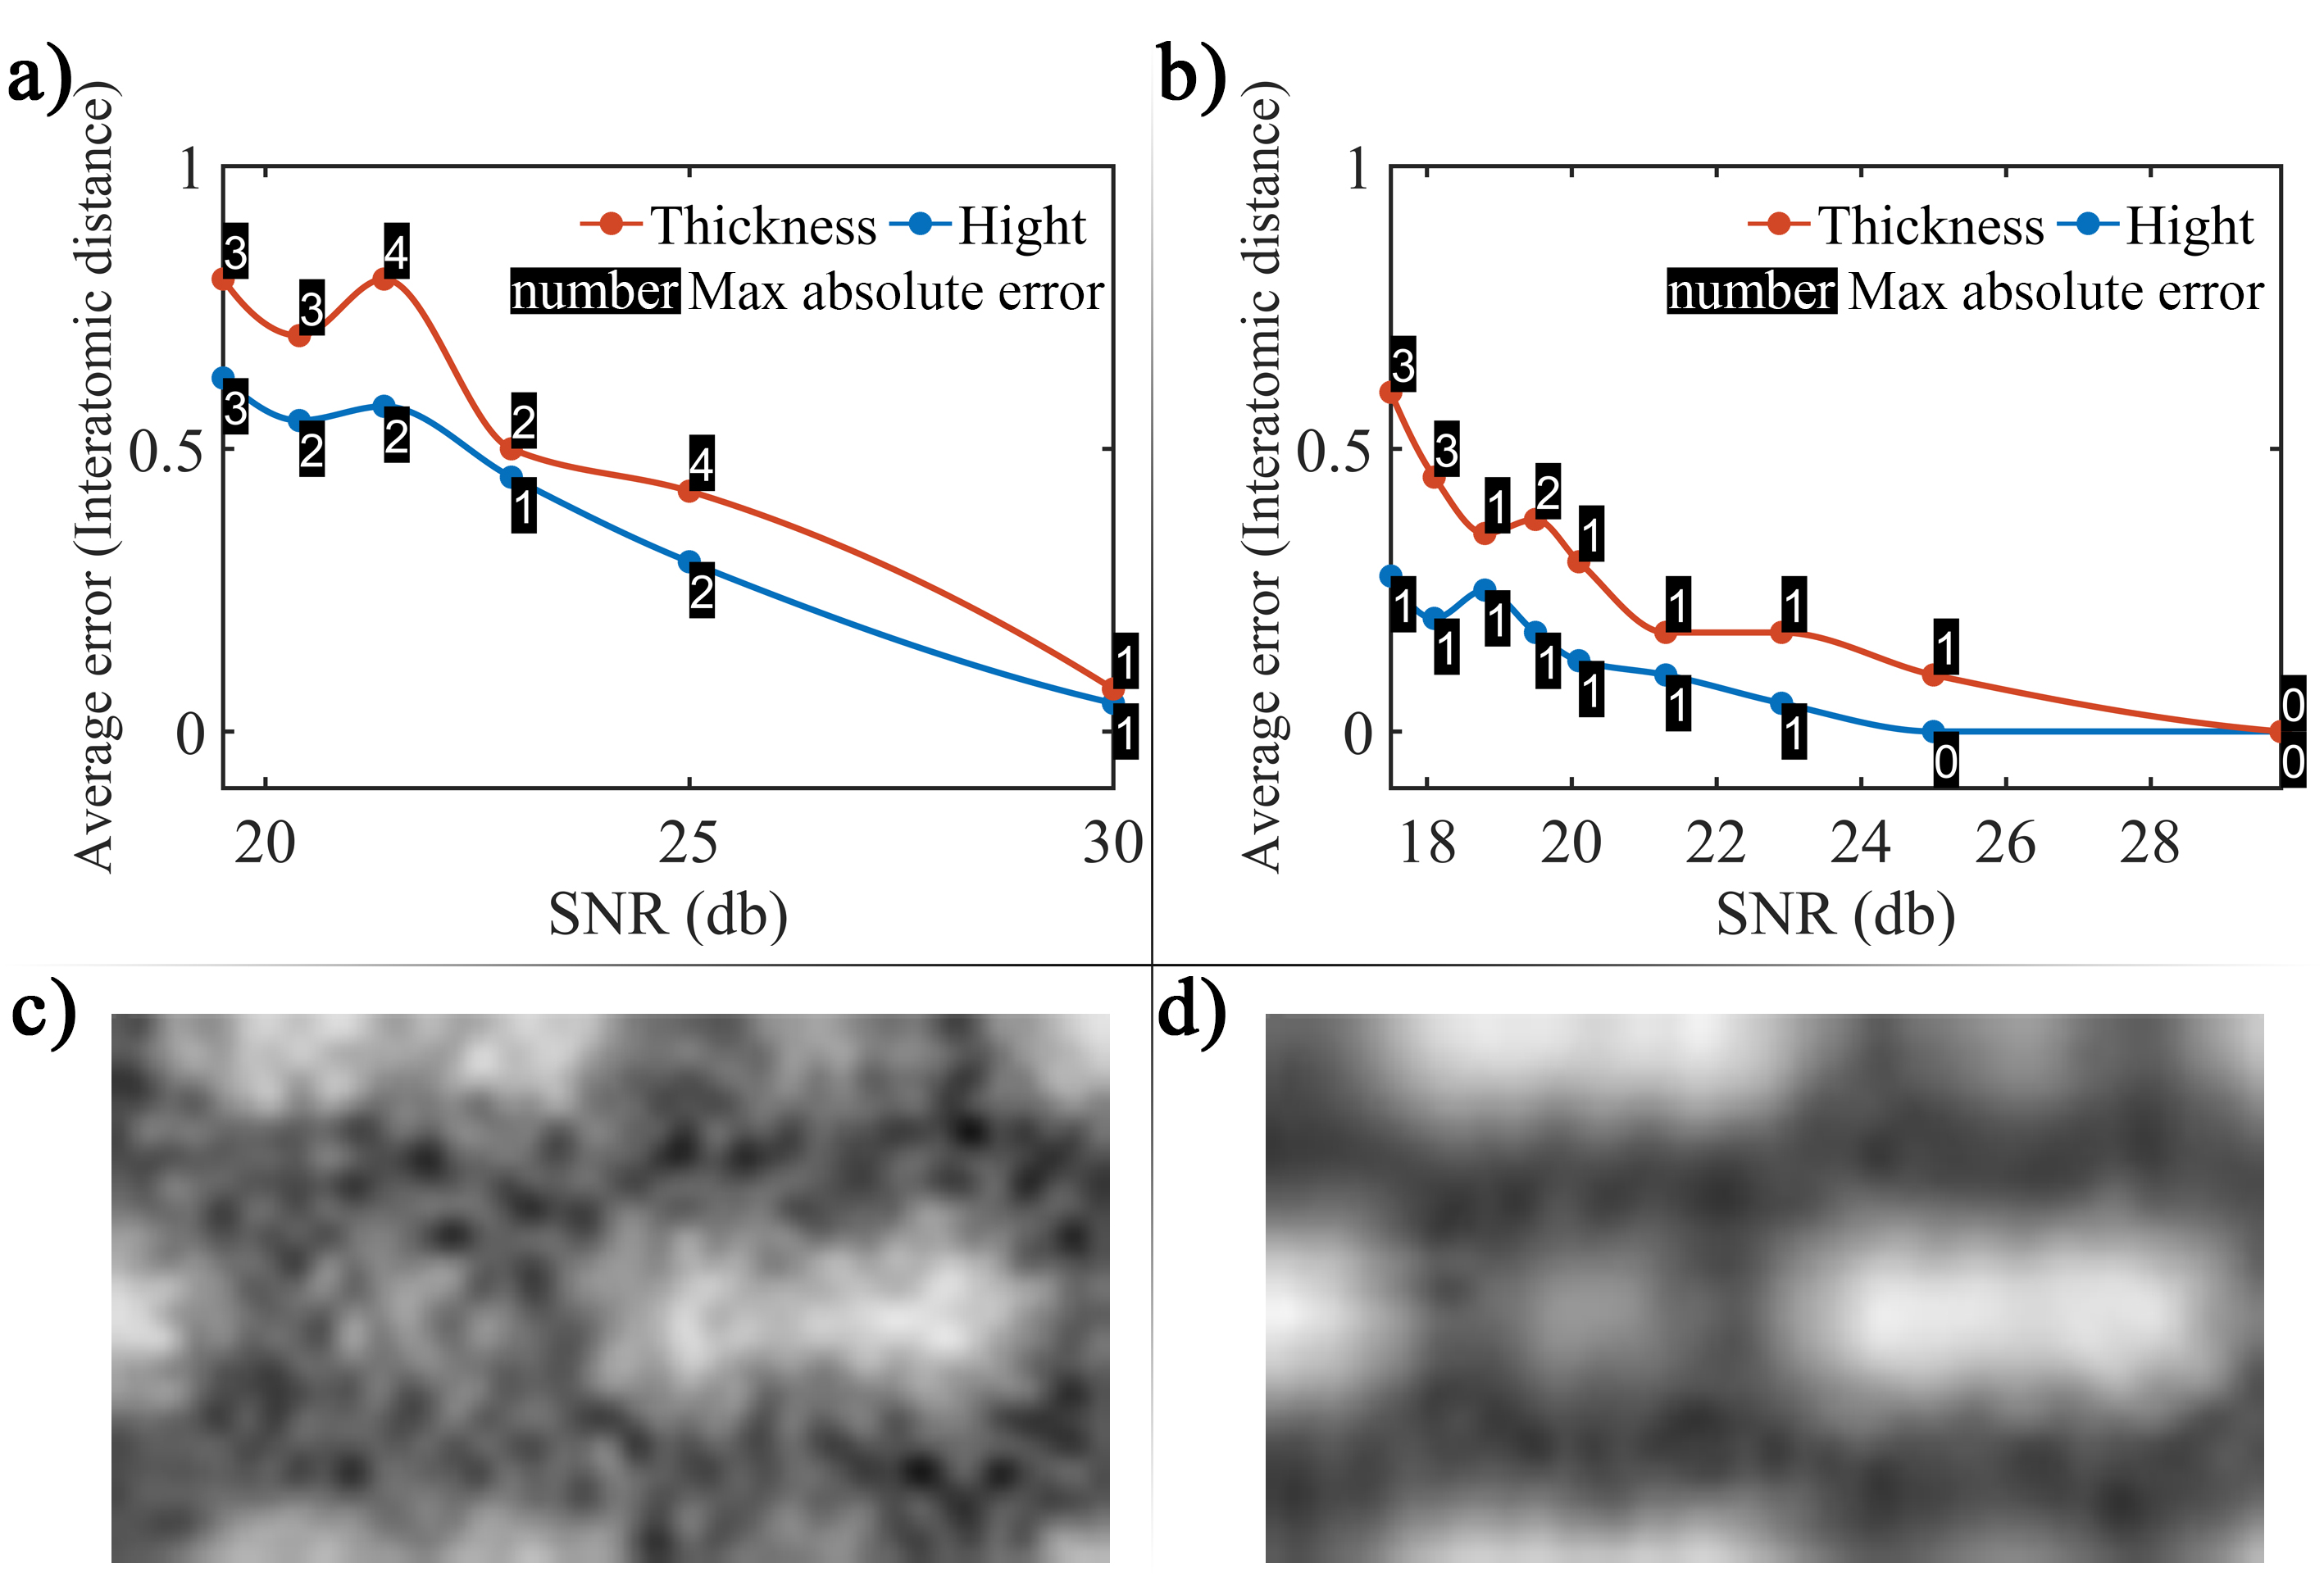 a)
Average error (Interatomic distance)
1
0.5
0
Thickness Hight
number Max absolute error
3
3
4
2
4
1
3
2
2
1
2
1
20 25 30
SNR (db)
b)
Average error (Interatomic distance)
1
0.5
0
Thickness Hight
number Max absolute error
3
3
1
2
1
1
1
1
0
1
1
1
1
1
1
1
0
0
18 20 22 24 26 28
SNR (db)
c)
d)